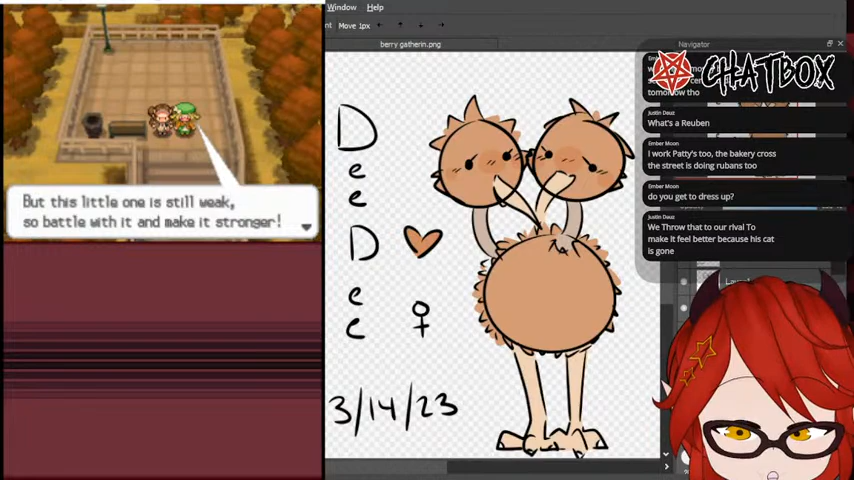 Window Help
Move 1px
berry gatherin.png
Navigator
CHATBOX
tomorrow tho
Justin Dauz
What's a Reuben
Ember Moon
I work Patty's too, the bakery cross
the street is doing rubans too
Ember Moon
do you get to dress up?
Justin Dauz
We Throw that to our rival To
make it feel better because his cat
is gone
But this little one is still weak,
so battle with it and make it stronger!
D
e
e
D
e
e
♀
3/14/23